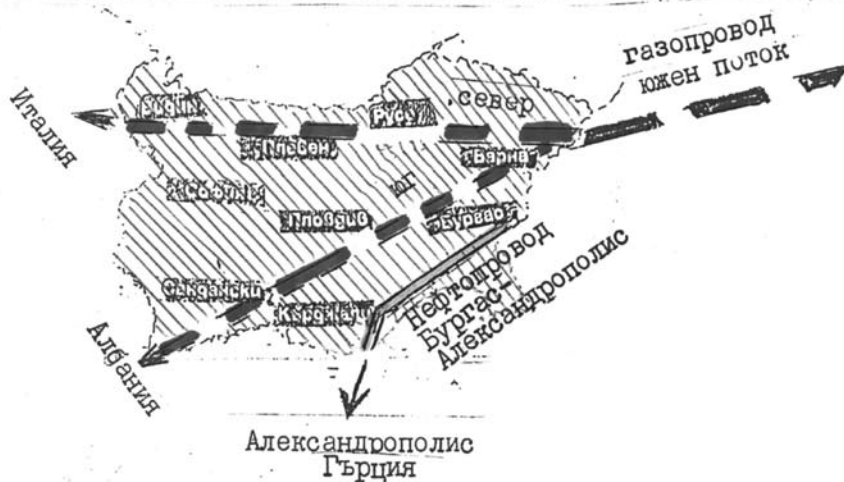 газопровод
южен поток
Италия
север
Видин
Русе
Плевен
Варна
София
юг
Пловдив
Бургас
Сандански
Кърджали
Нефтопровод
Бургас-
Александрополис
Албания
Александрополис
Гърция